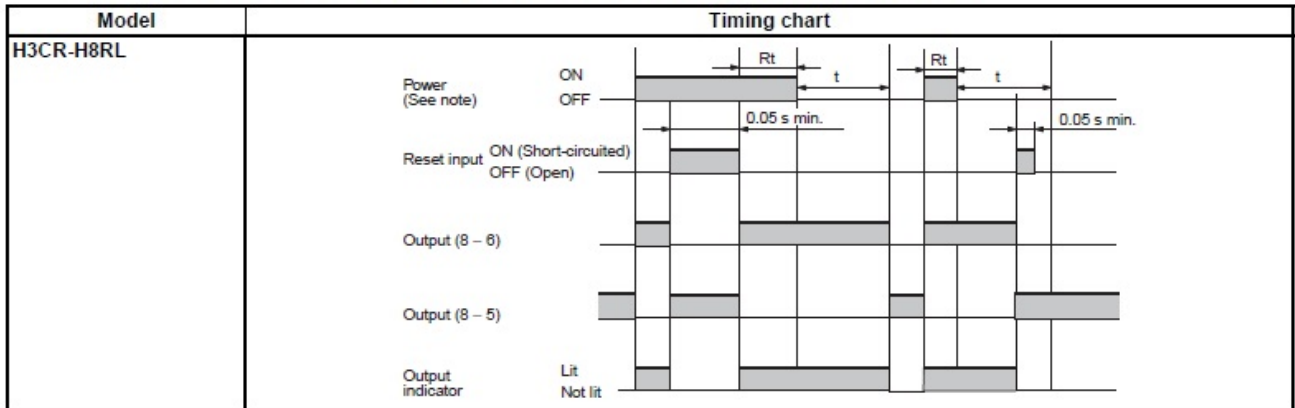 Model
Timing chart
H3CR-H8RL
Rt
Rt
t
t
Power
(See note)
ON
OFF
0.05 s min.
0.05 s min.
Reset input
ON (Short-circuited)
OFF (Open)
Output (8 – 6)
Output (8 – 5)
Output
indicator
Lit
Not lit